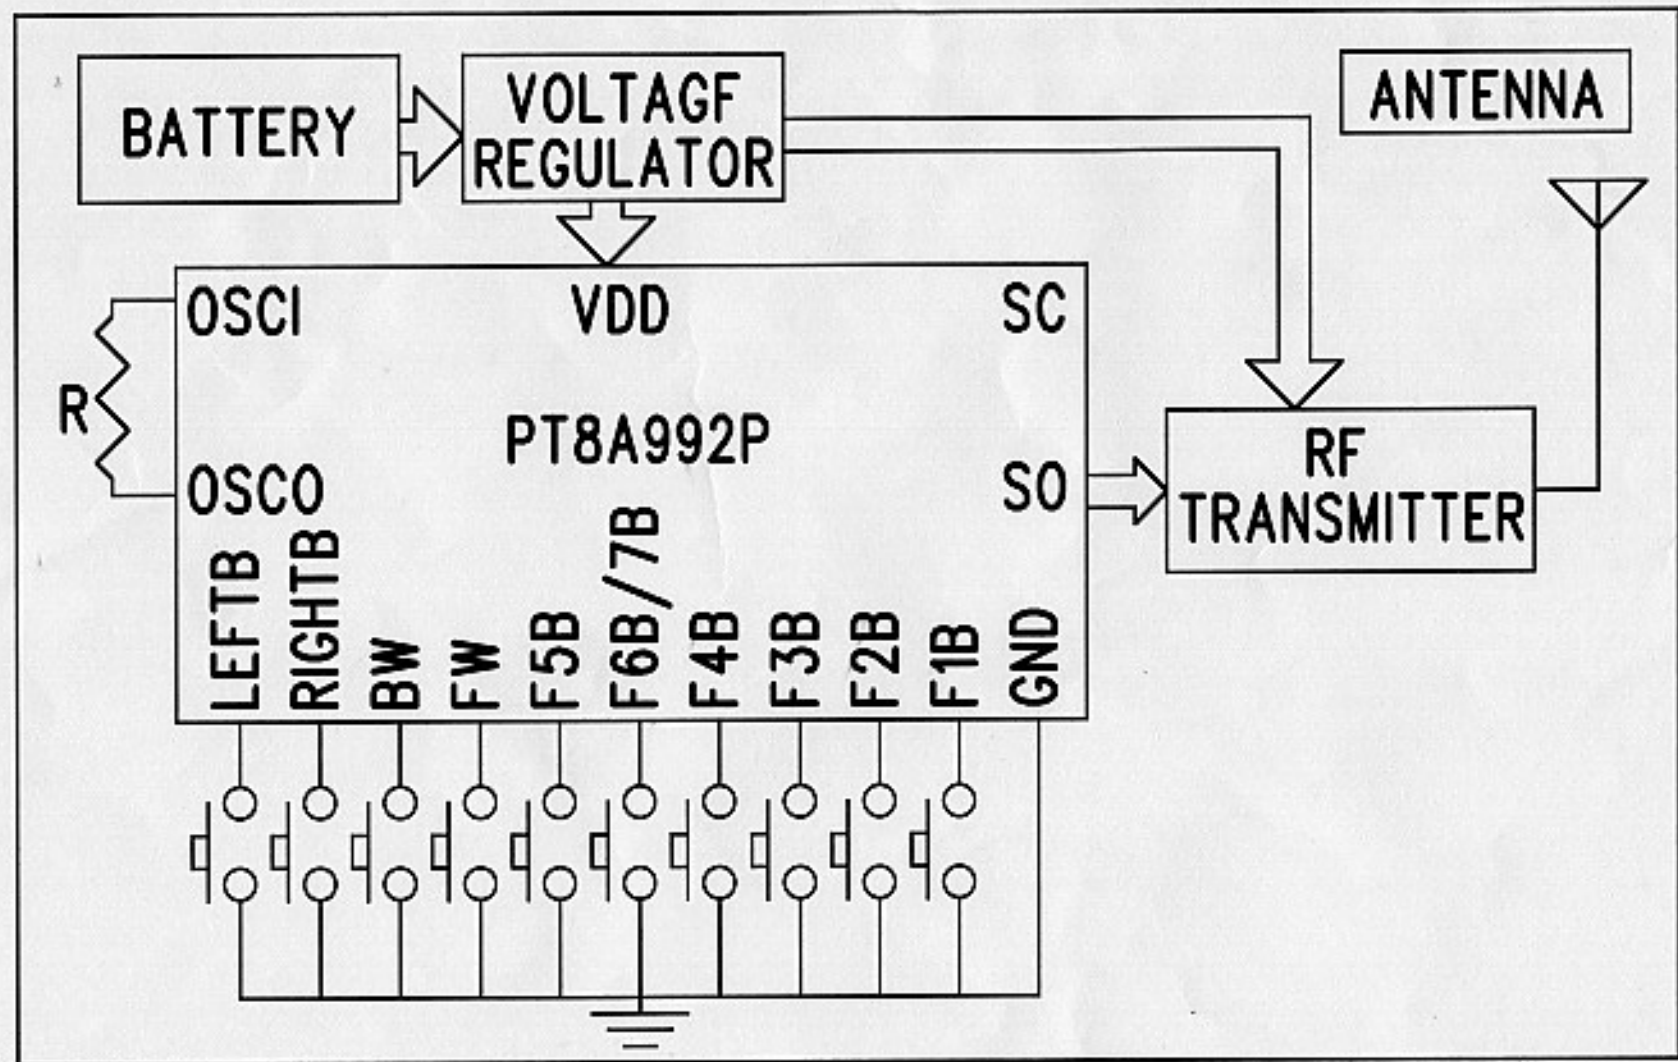 BATTERY
VOLTAGF
REGULATOR
ANTENNA
OSCI
VDD
SC
R
PT8A992P
OSCO
SO
RF
TRANSMITTER
LEFTB
RIGHTB
BW
FW
F5B
F6B/7B
F4B
F3B
F2B
F1B
GND